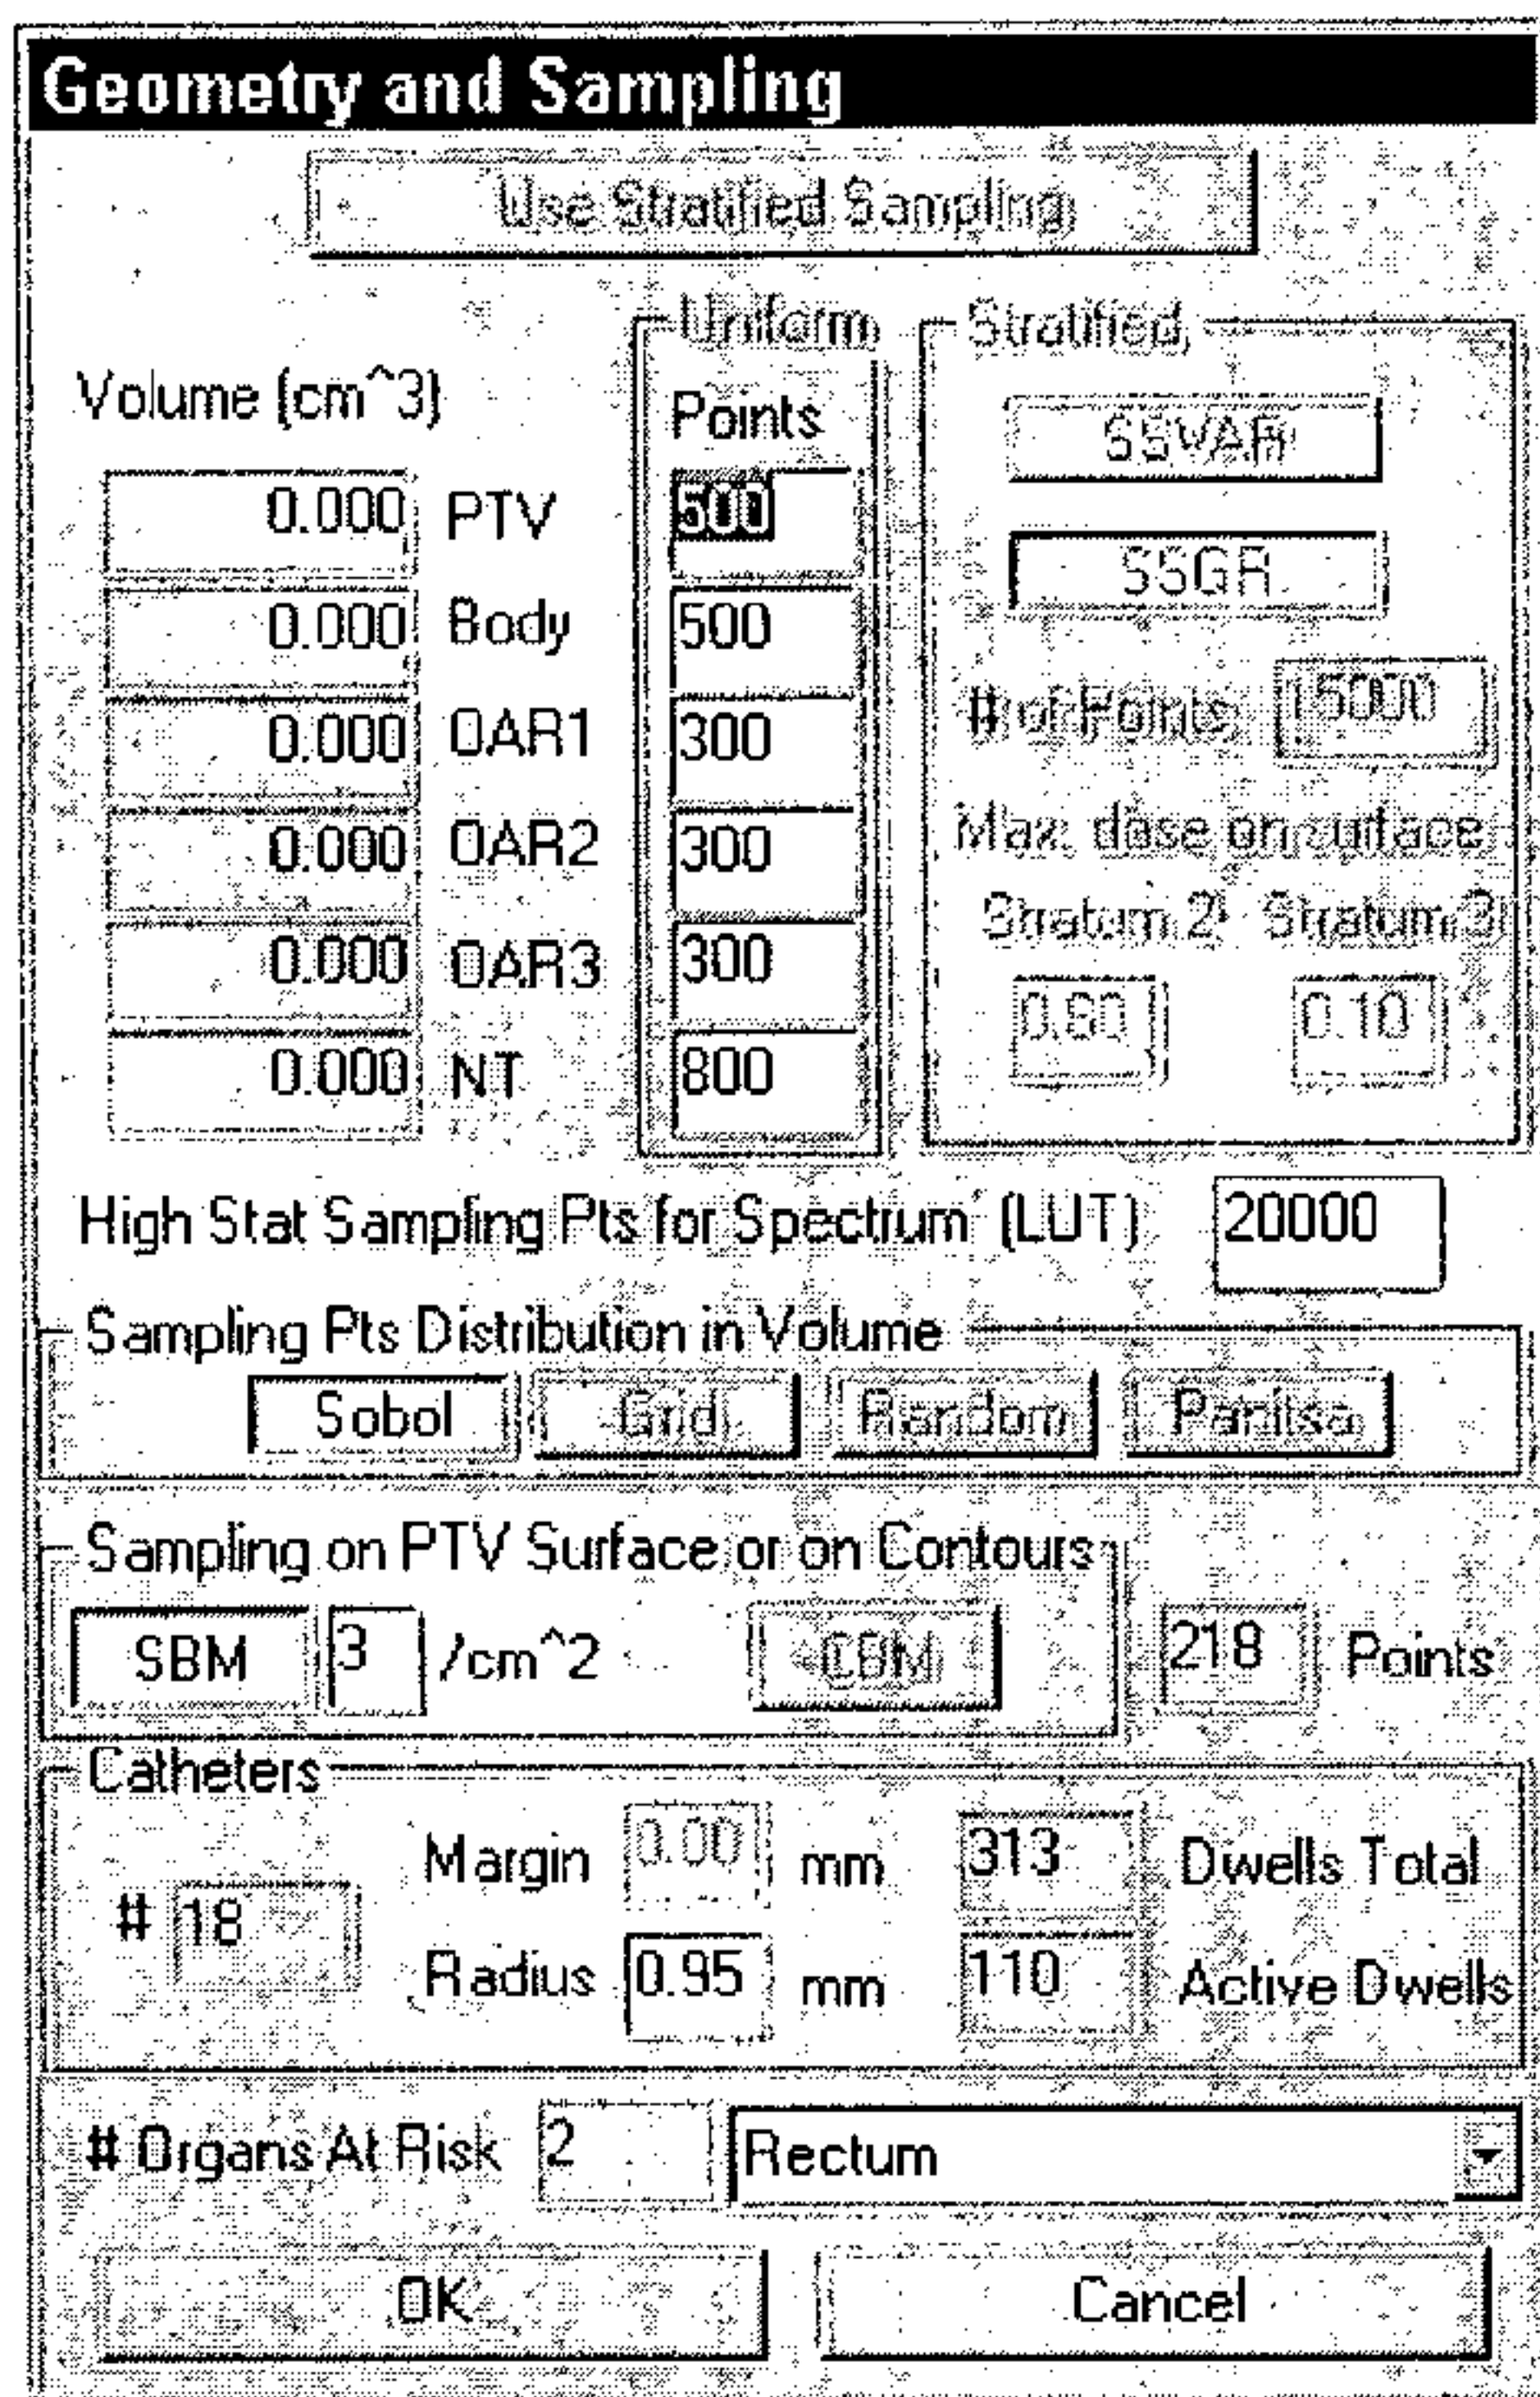 Geometry and Sampling
Use Stratified Sampling
Uniform Stratified
Volume (cm^3) Points
SSVAR
0.000 PTV 500
SSGR
0.000 Body 500
# of Points 5000
0.000 OAR1 300
Max. dose on surface
0.000 OAR2 300
Stratum 2 Stratum 3
0.000 OAR3 300
0.10
0.000 NT 800
High Stat Sampling Pts for Spectrum (LUT) 20000
Sampling Pts Distribution in Volume
Sobol Grid Random
Sampling on PTV Surface or on Contours
SBM 3 /cm^2 CBM 218 Points
Catheters
Margin 0.00 mm 313 Dwells Total
# 18
Radius 0.95 mm 110 Active Dwells
# Organs At Risk 2 Rectum
OK Cancel